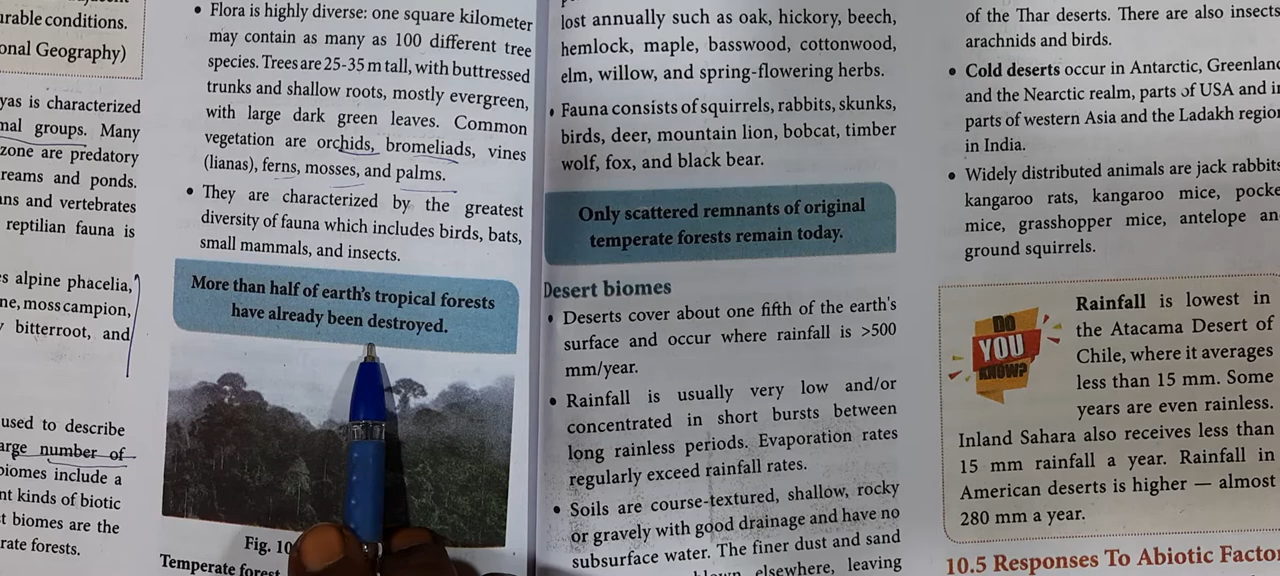 urable conditions.
onal Geography)
yas is characterized
nal groups. Many
zone are predatory
reams and ponds.
ns and vertebrates
reptilian fauna is
s alpine phacelia,
ne, moss campion,
bitterroot, and
used to describe
arge number of
biomes include a
nt kinds of biotic
st biomes are the
rate forests.
• Flora is highly diverse: one square kilometer
may contain as many as 100 different tree
species. Trees are 25-35 m tall, with buttressed
trunks and shallow roots, mostly evergreen,
with large dark green leaves. Common
vegetation are orchids, bromeliads, vines
(lianas), ferns, mosses, and palms.
• They are characterized by the greatest
diversity of fauna which includes birds, bats,
small mammals, and insects.
More than half of earth's tropical forests
have already been destroyed.
Fig. 10
Temperate forest
lost annually such as oak, hickory, beech,
hemlock, maple, basswood, cottonwood,
elm, willow, and spring-flowering herbs.
• Fauna consists of squirrels, rabbits, skunks,
birds, deer, mountain lion, bobcat, timber
wolf, fox, and black bear.
Only scattered remnants of original
temperate forests remain today.
Desert biomes
• Deserts cover about one fifth of the earth's
surface and occur where rainfall is >500
mm/year.
• Rainfall is usually very low and/or
concentrated in short bursts between
long rainless periods. Evaporation rates
regularly exceed rainfall rates.
• Soils are course-textured, shallow, rocky
or gravely with good drainage and have no
subsurface water. The finer dust and sand
elsewhere, leaving
of the Thar deserts. There are also insects
arachnids and birds.
• Cold deserts occur in Antarctic, Greenland
and the Nearctic realm, parts of USA and in
parts of western Asia and the Ladakh region
in India.
• Widely distributed animals are jack rabbits
kangaroo rats, kangaroo mice, pocke
mice, grasshopper mice, antelope an
ground squirrels.
DO
YOU
KNOW?
Rainfall is lowest in
the Atacama Desert of
Chile, where it averages
less than 15 mm. Some
years are even rainless.
Inland Sahara also receives less than
15 mm rainfall a year. Rainfall in
American deserts is higher — almost
280 mm a year.
10.5 Responses To Abiotic Factor